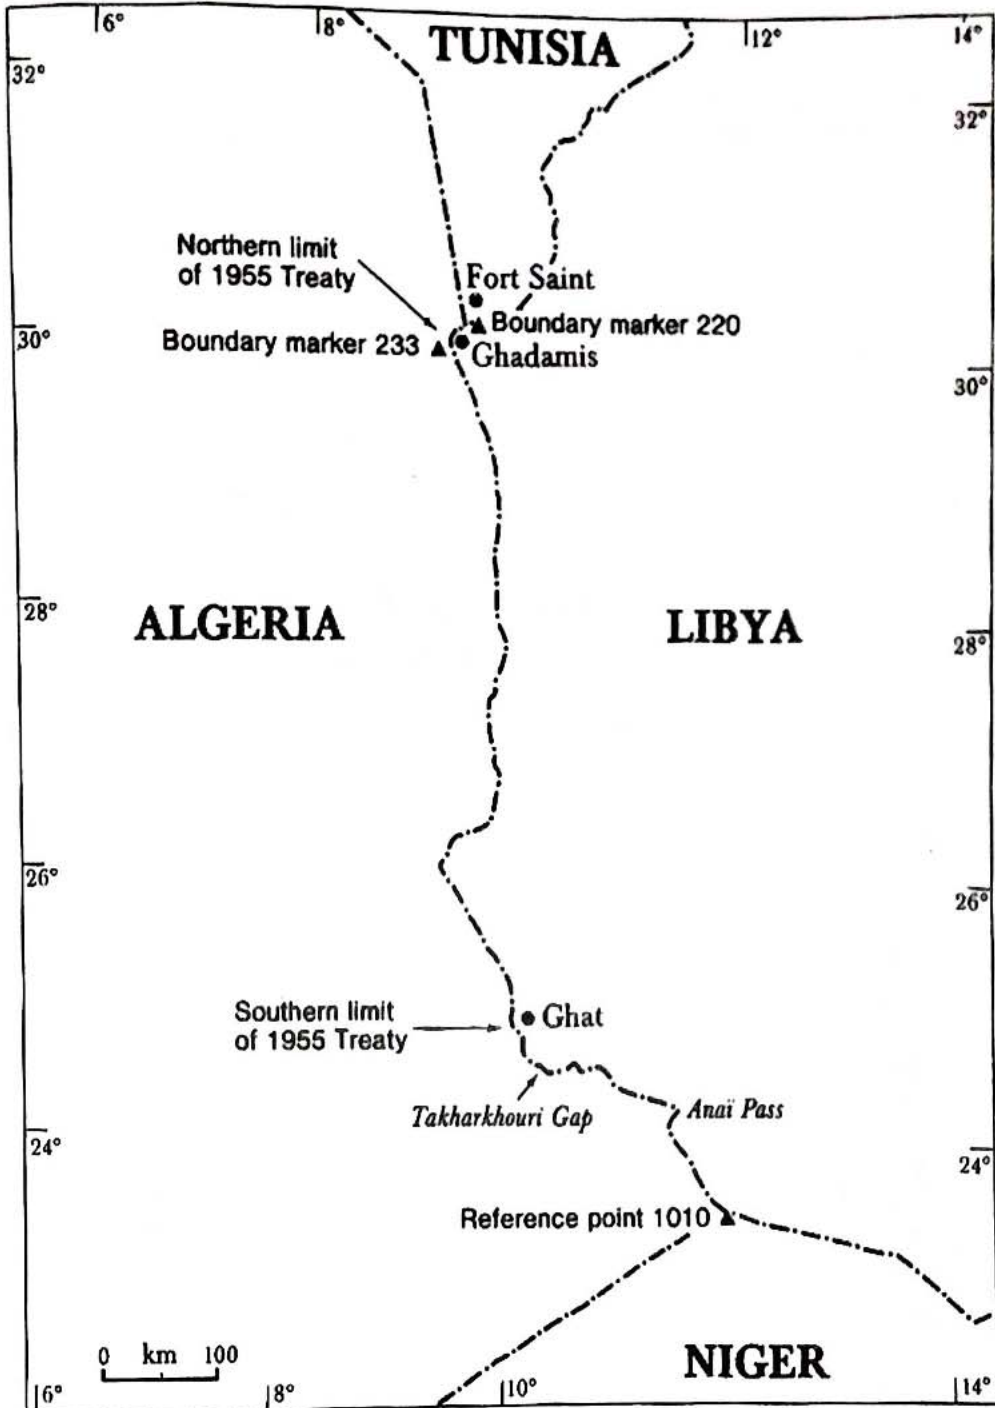 6°
8°
12°
14°
TUNISIA
32°
32°
Northern limit
of 1955 Treaty
Fort Saint
Boundary marker 220
30°
Boundary marker 233
Ghadamis
30°
28°
ALGERIA
LIBYA
28°
26°
26°
Southern limit
of 1955 Treaty
Ghat
Takharkhouri Gap
Anaï Pass
24°
24°
Reference point 1010
0 km 100
NIGER
6°
8°
10°
14°